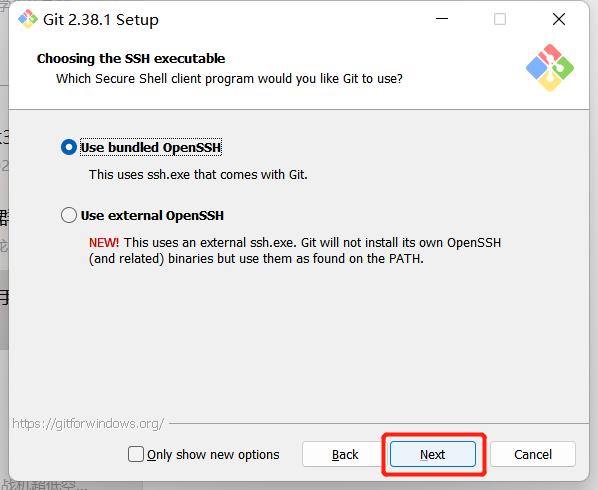 Git 2.38.1 Setup
Choosing the SSH executable
Which Secure Shell client program would you like Git to use?
Use bundled OpenSSH
This uses ssh.exe that comes with Git.
Use external OpenSSH
NEW! This uses an external ssh.exe. Git will not install its own OpenSSH
(and related) binaries but use them as found on the PATH.
https://gitforwindows.org/
Only show new options
Back
Next
Cancel